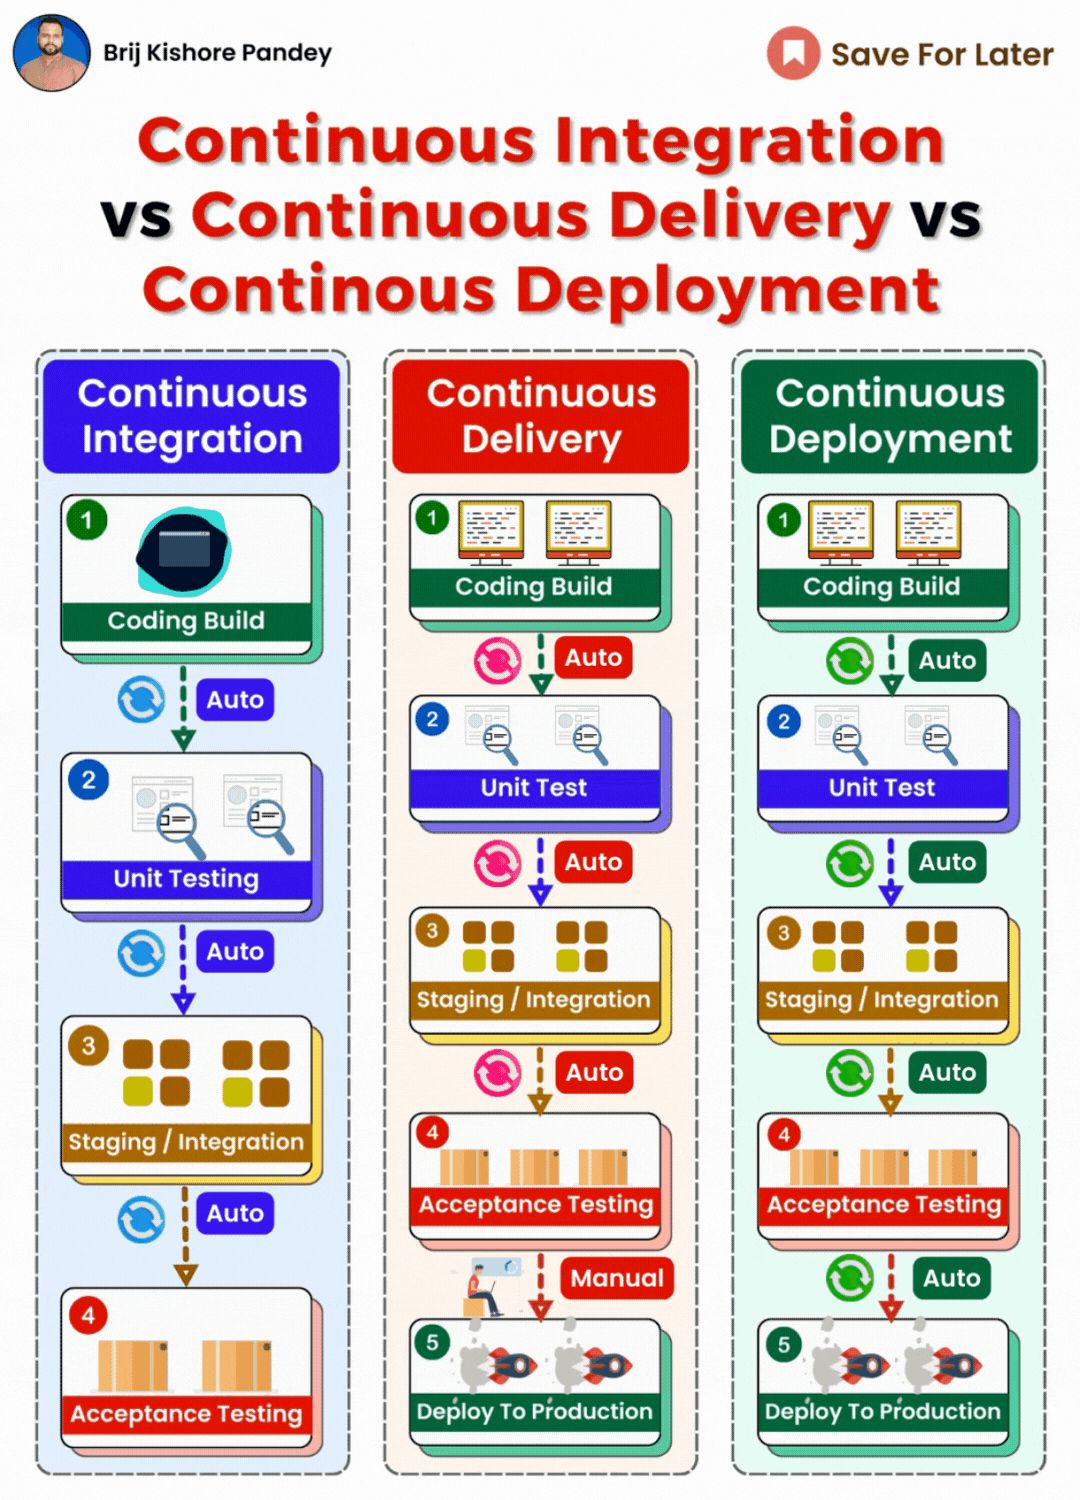 Brij Kishore Pandey
Save For Later
Continuous Integration
vs Continuous Delivery vs
Continous Deployment
Continuous
Integration
1
Coding Build
Auto
2
Unit Testing
Auto
3
Staging / Integration
Auto
4
Acceptance Testing
Continuous
Delivery
1
Coding Build
Auto
2
Unit Test
Auto
3
Staging / Integration
Auto
4
Acceptance Testing
Manual
5
Deploy To Production
Continuous
Deployment
1
Coding Build
Auto
2
Unit Test
Auto
3
Staging / Integration
Auto
4
Acceptance Testing
Auto
5
Deploy To Production